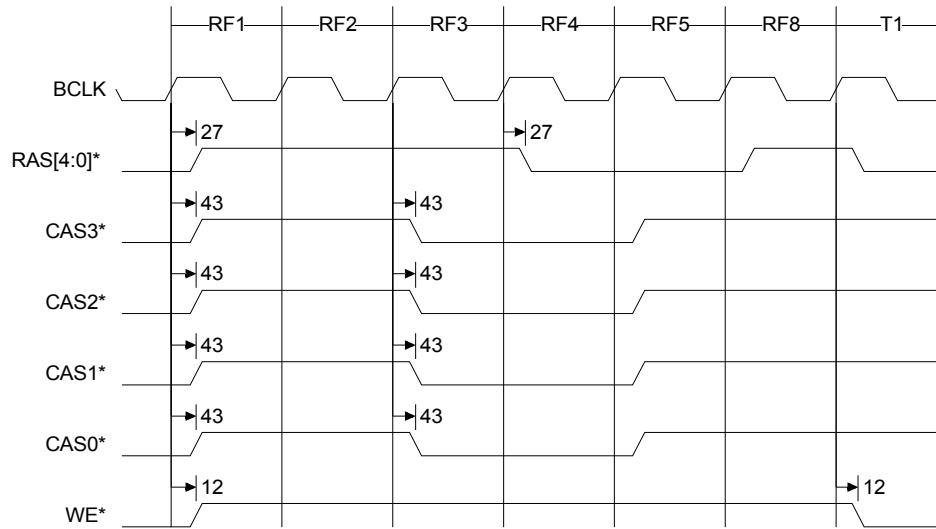 RF1 RF2 RF3 RF4 RF5 RF8 T1
BCLK
27 27
RAS[4:0]*
43 43
CAS3*
43 43
CAS2*
43 43
CAS1*
43 43
CAS0*
12 12
WE*